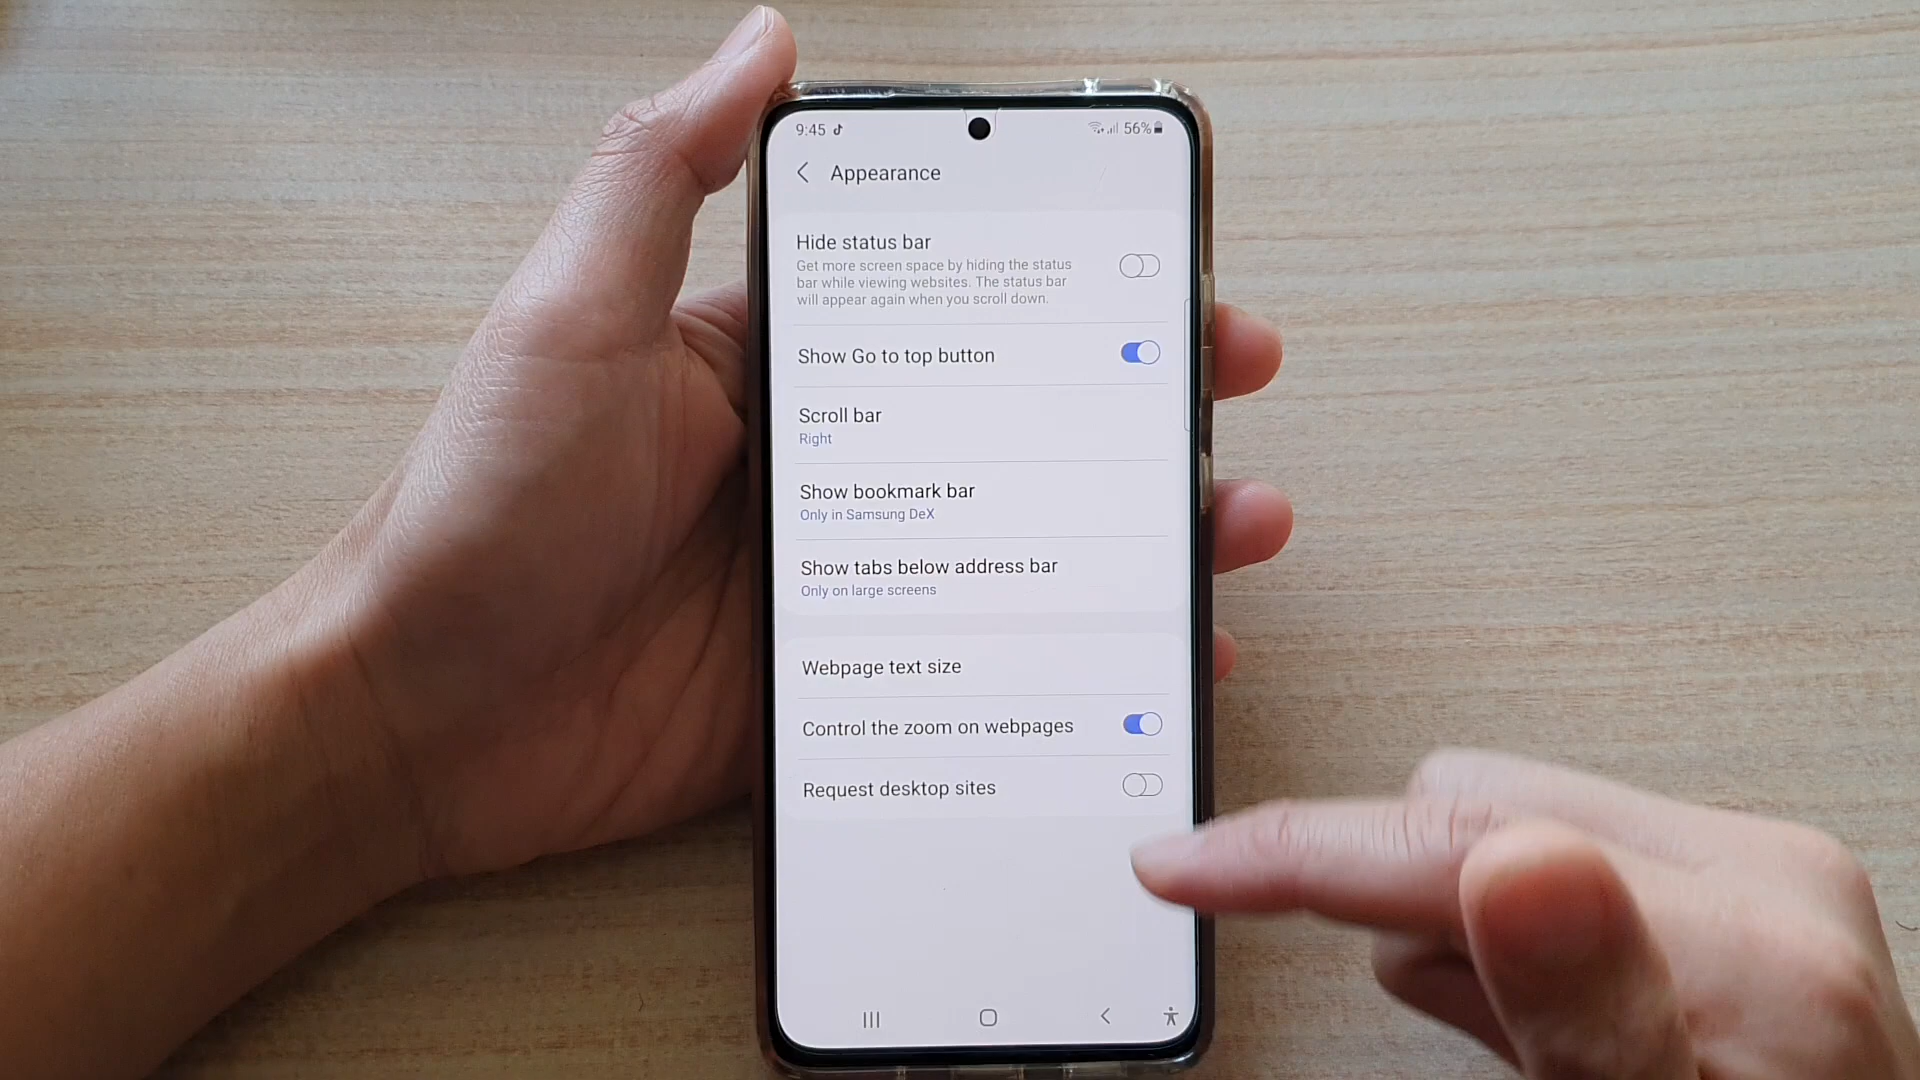 9:45
56%
Appearance
Hide status bar
Get more screen space by hiding the status
bar while viewing websites. The status bar
will appear again when you scroll down.
Show Go to top button
Scroll bar
Right
Show bookmark bar
Only in Samsung DeX
Show tabs below address bar
Only on large screens
Webpage text size
Control the zoom on webpages
Request desktop sites